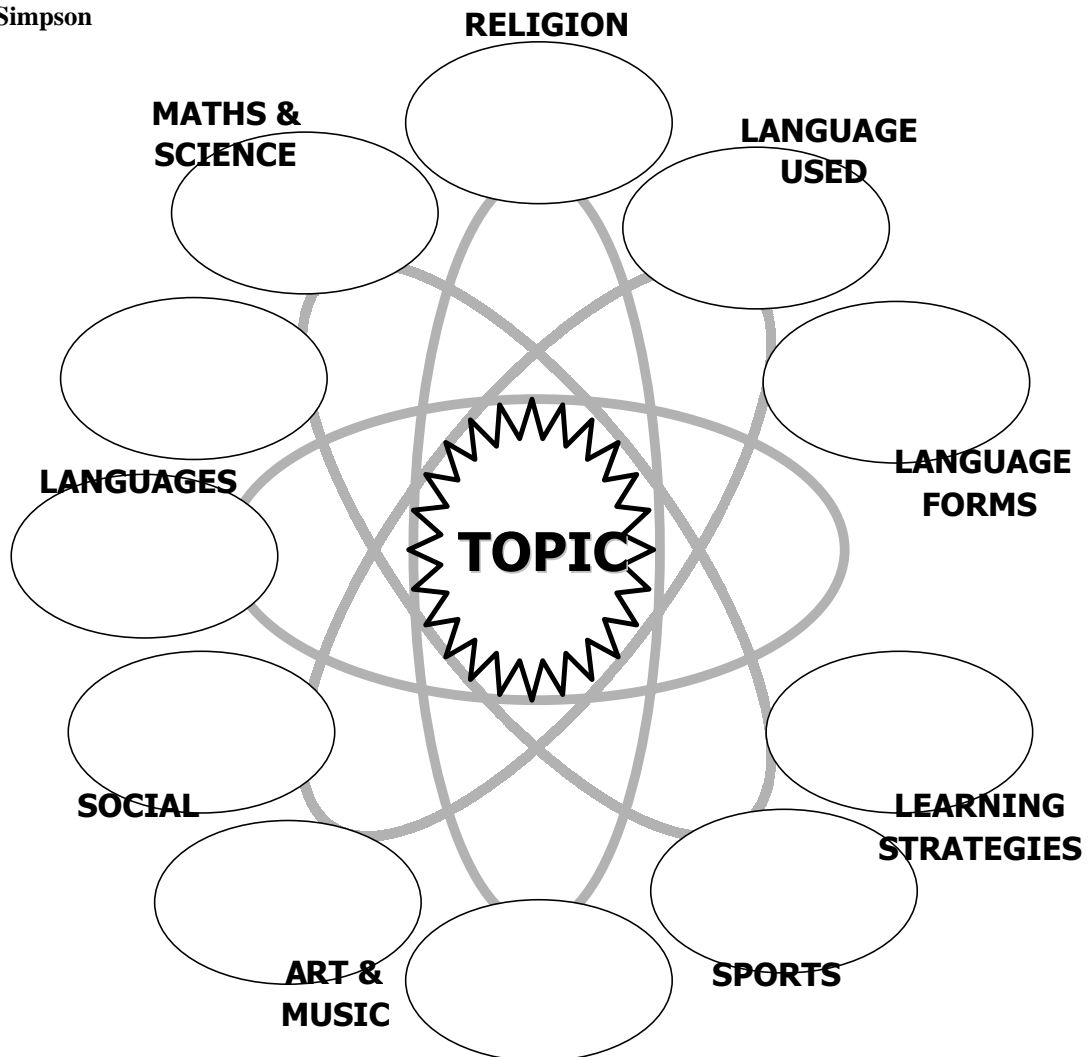 Simpson
RELIGION
MATHS &
SCIENCE
LANGUAGE
USED
LANGUAGES
LANGUAGE
FORMS
TOPIC
SOCIAL
LEARNING
STRATEGIES
ART &
MUSIC
SPORTS